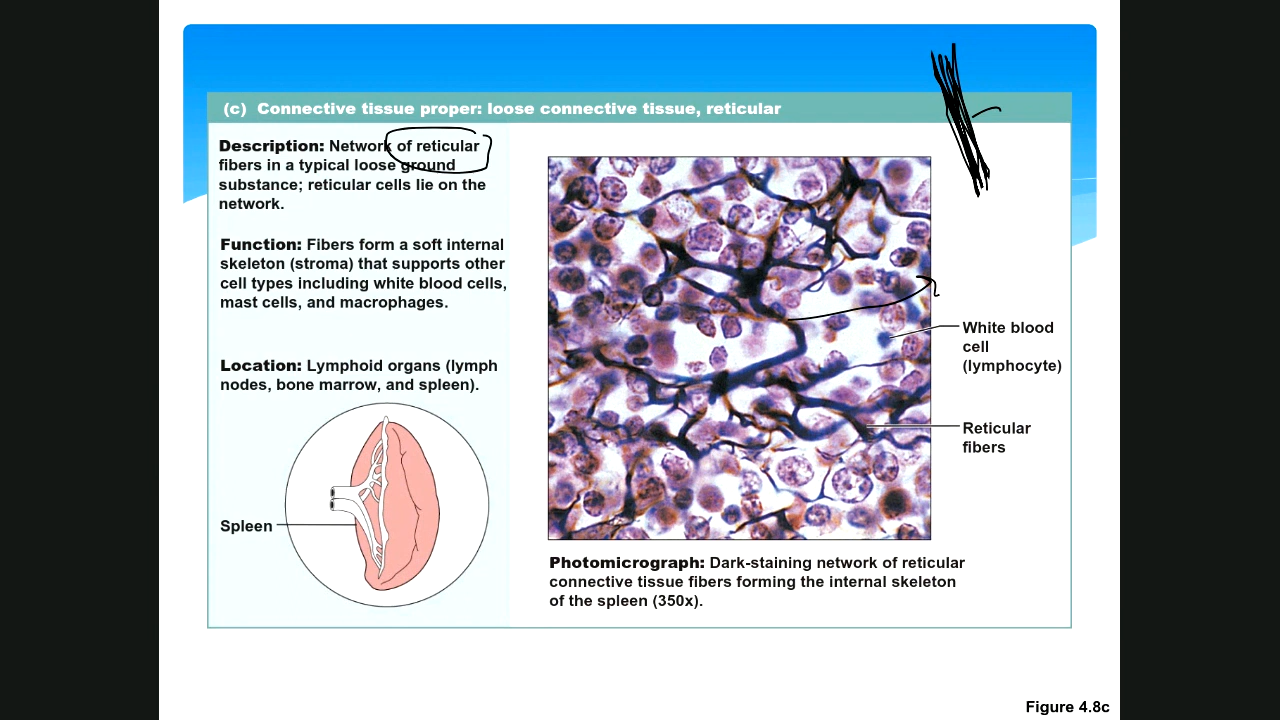 (c) Connective tissue proper: loose connective tissue, reticular
Description: Network of reticular
fibers in a typical loose ground
substance; reticular cells lie on the
network.
Function: Fibers form a soft internal
skeleton (stroma) that supports other
cell types including white blood cells,
mast cells, and macrophages.
Location: Lymphoid organs (lymph
nodes, bone marrow, and spleen).
Spleen
White blood
cell
(lymphocyte)
Reticular
fibers
Photomicrograph: Dark-staining network of reticular
connective tissue fibers forming the internal skeleton
of the spleen (350x).
Figure 4.8c